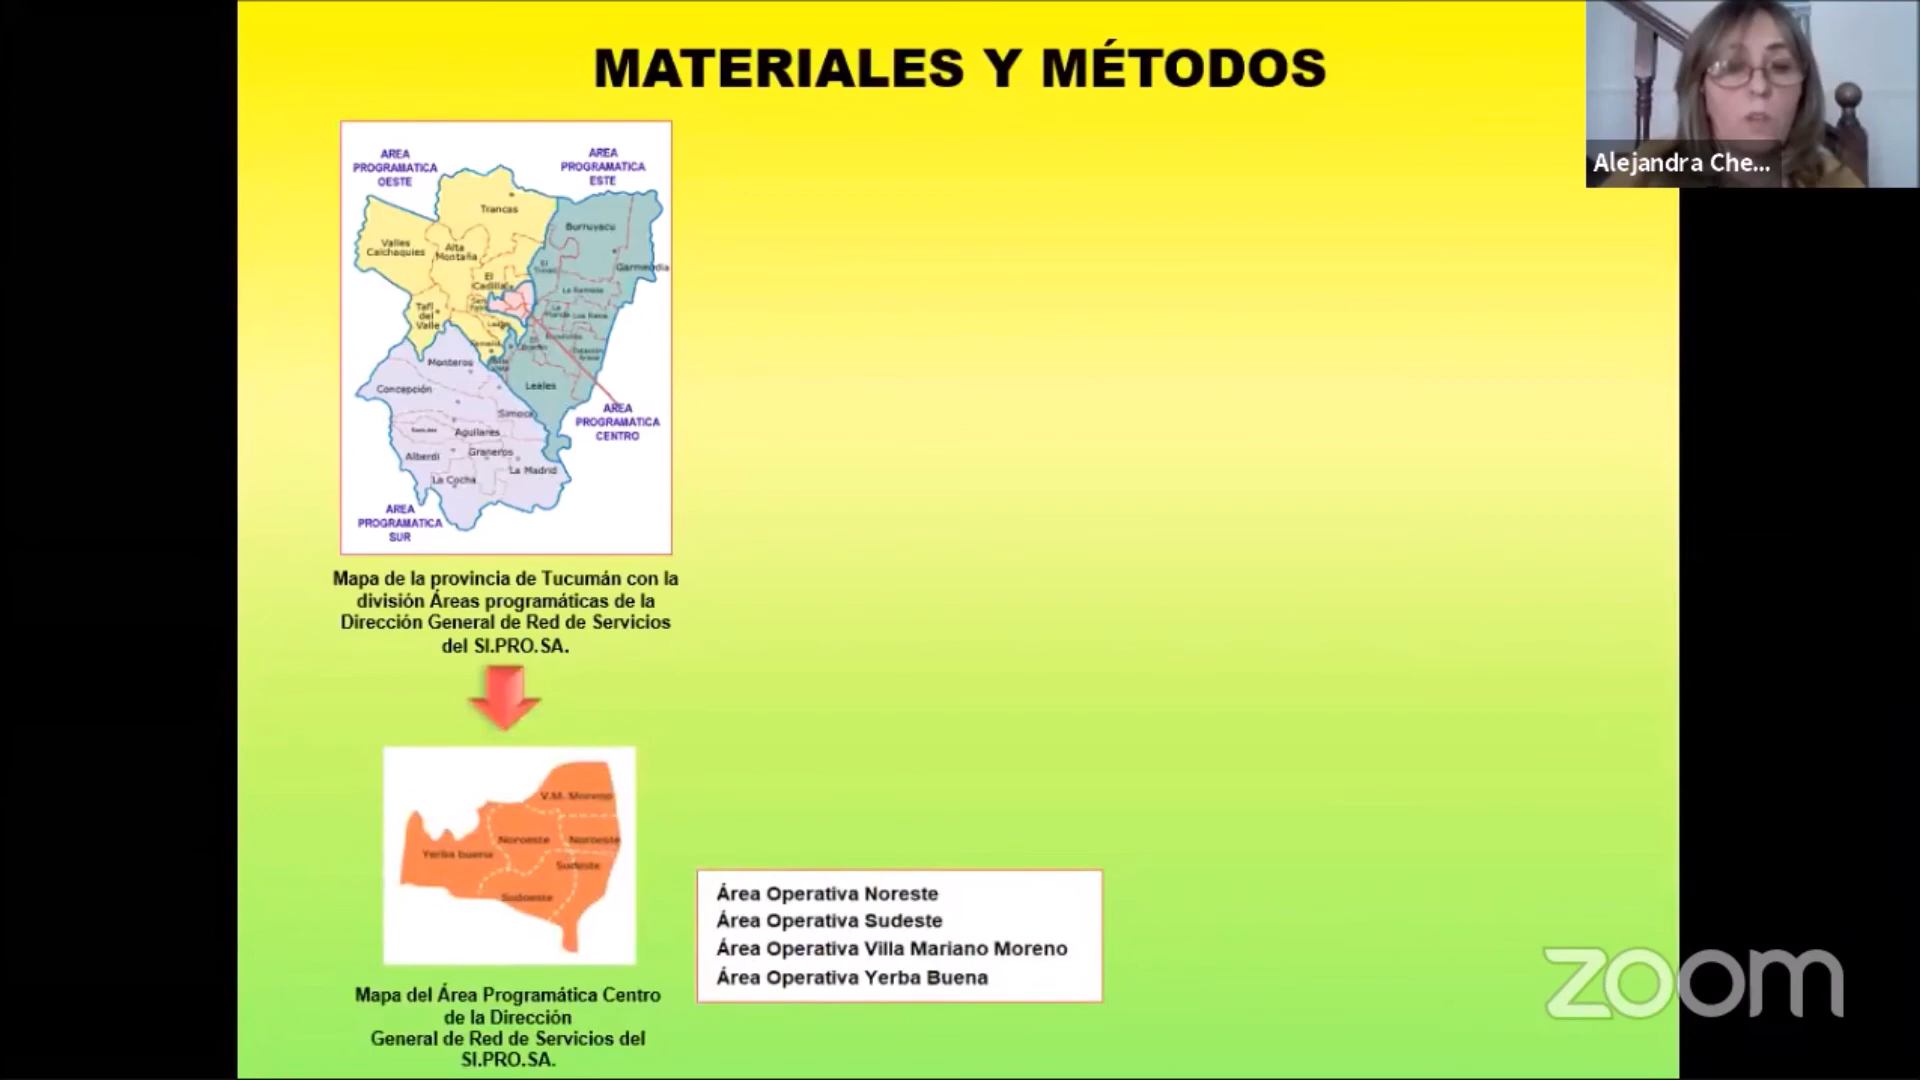 MATERIALES Y MÉTODOS
Alejandra Che...
AREA
PROGRAMATICA
OESTE
AREA
PROGRAMATICA
ESTE
Trancas
Burruyacu
Valles
Calchaquies
Alta
Montaña
Garmendia
El
Cadillal
La Ramada
Tafi
del
Valle
Monteros
Leales
Concepción
Simoca
AREA
PROGRAMATICA
CENTRO
Aguilares
Alberdi
Graneros
La Madrid
La Cocha
AREA
PROGRAMATICA
SUR
Mapa de la provincia de Tucumán con la
división Áreas programáticas de la
Dirección General de Red de Servicios
del SI.PRO.SA.
V.M. Moreno
Noroeste
Noroeste
Yerba buena
Sudeste
Sudoeste
Mapa del Área Programática Centro
de la Dirección
General de Red de Servicios del
SI.PRO.SA.
Área Operativa Noreste
Área Operativa Sudeste
Área Operativa Villa Mariano Moreno
Área Operativa Yerba Buena
zoom